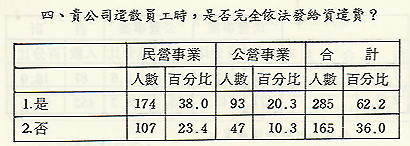 四、貴公司遣散員工時，是否完全依法發給資遣費？
民營事業 公營事業 合 計
人數 百分比 人數 百分比 人數 百分比
1.是 174 38.0 93 20.3 285 62.2
2.否 107 23.4 47 10.3 165 36.0